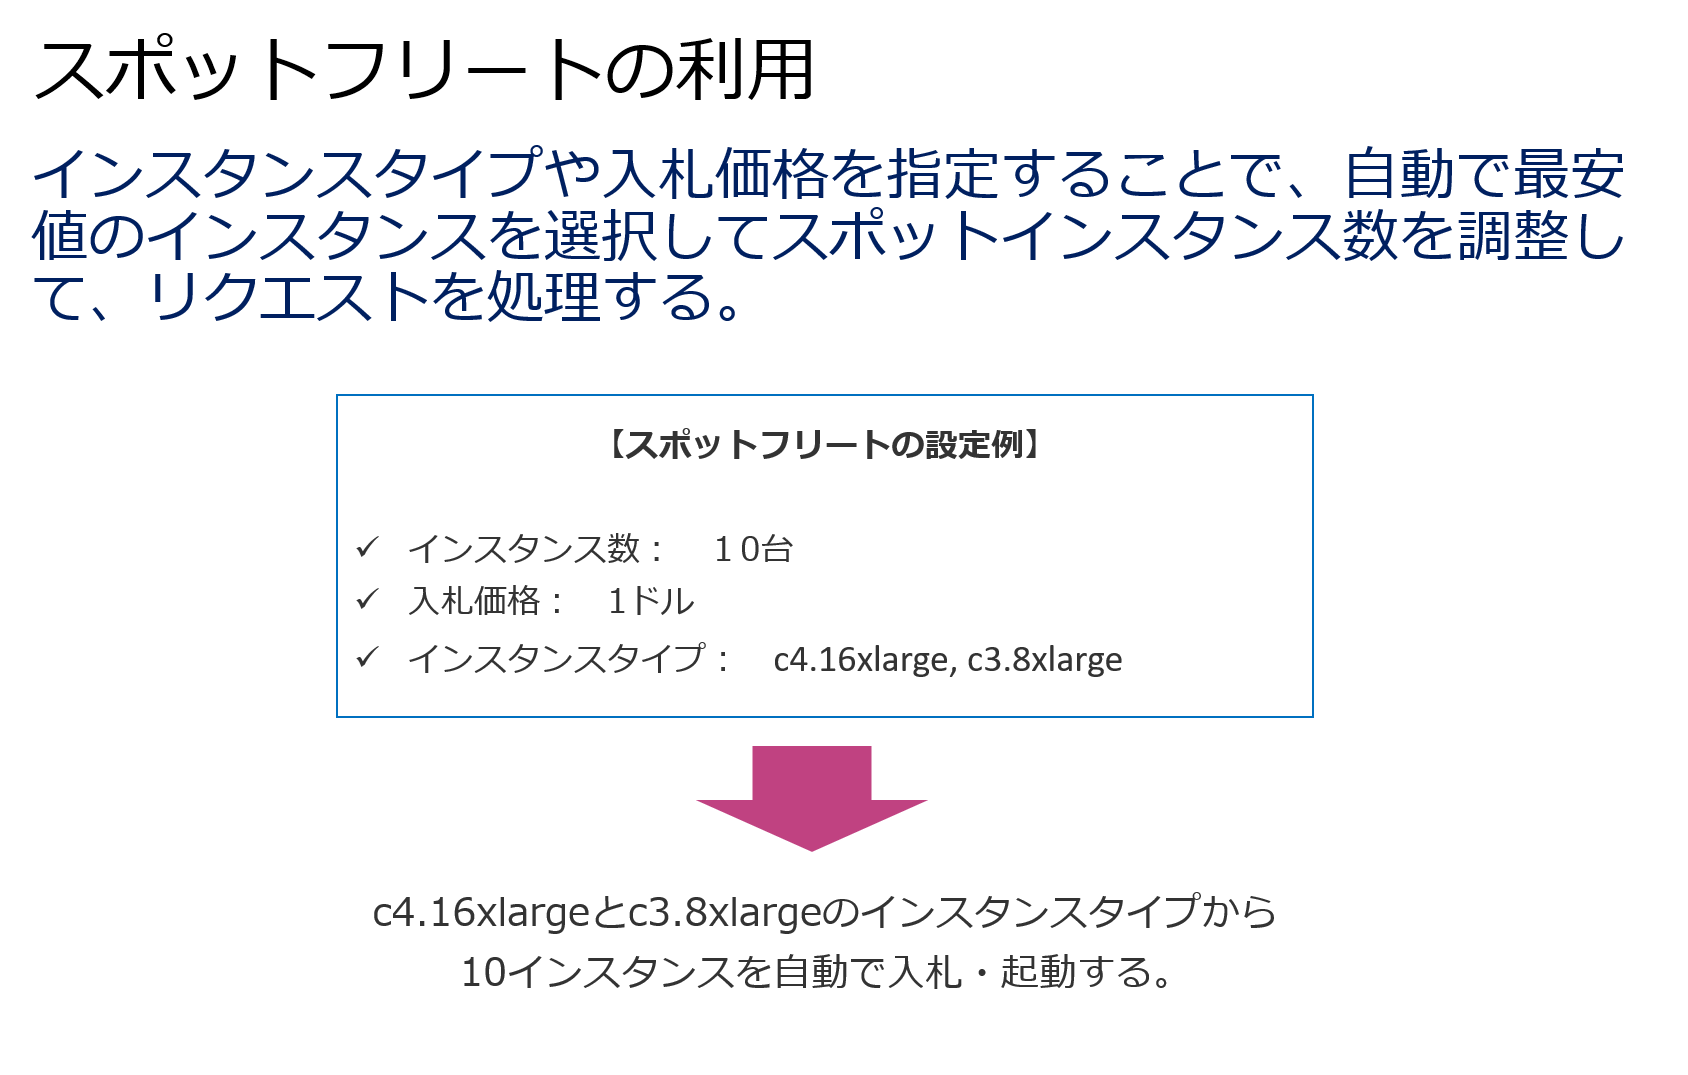 スポットフリートの利用
インスタンスタイプや入札価格を指定することで、自動で最安
値のインスタンスを選択してスポットインスタンス数を調整し
て、リクエストを処理する。
【スポットフリートの設定例】
✓ インスタンス数： １0台
✓ 入札価格： 1ドル
✓ インスタンスタイプ： c4.16xlarge, c3.8xlarge
c4.16xlargeとc3.8xlargeのインスタンスタイプから
10インスタンスを自動で入札・起動する。